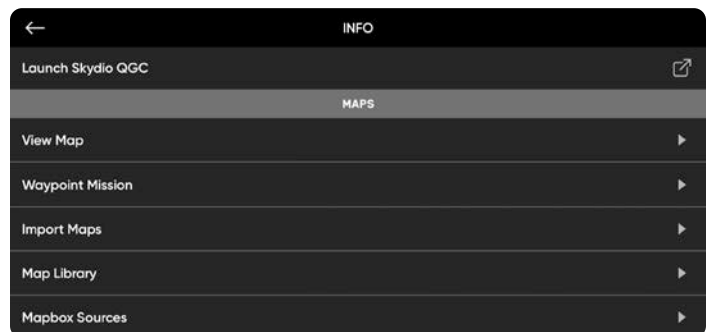 INFO
Launch Skydio QGC
MAPS
View Map
Waypoint Mission
Import Maps
Map Library
Mapbox Sources